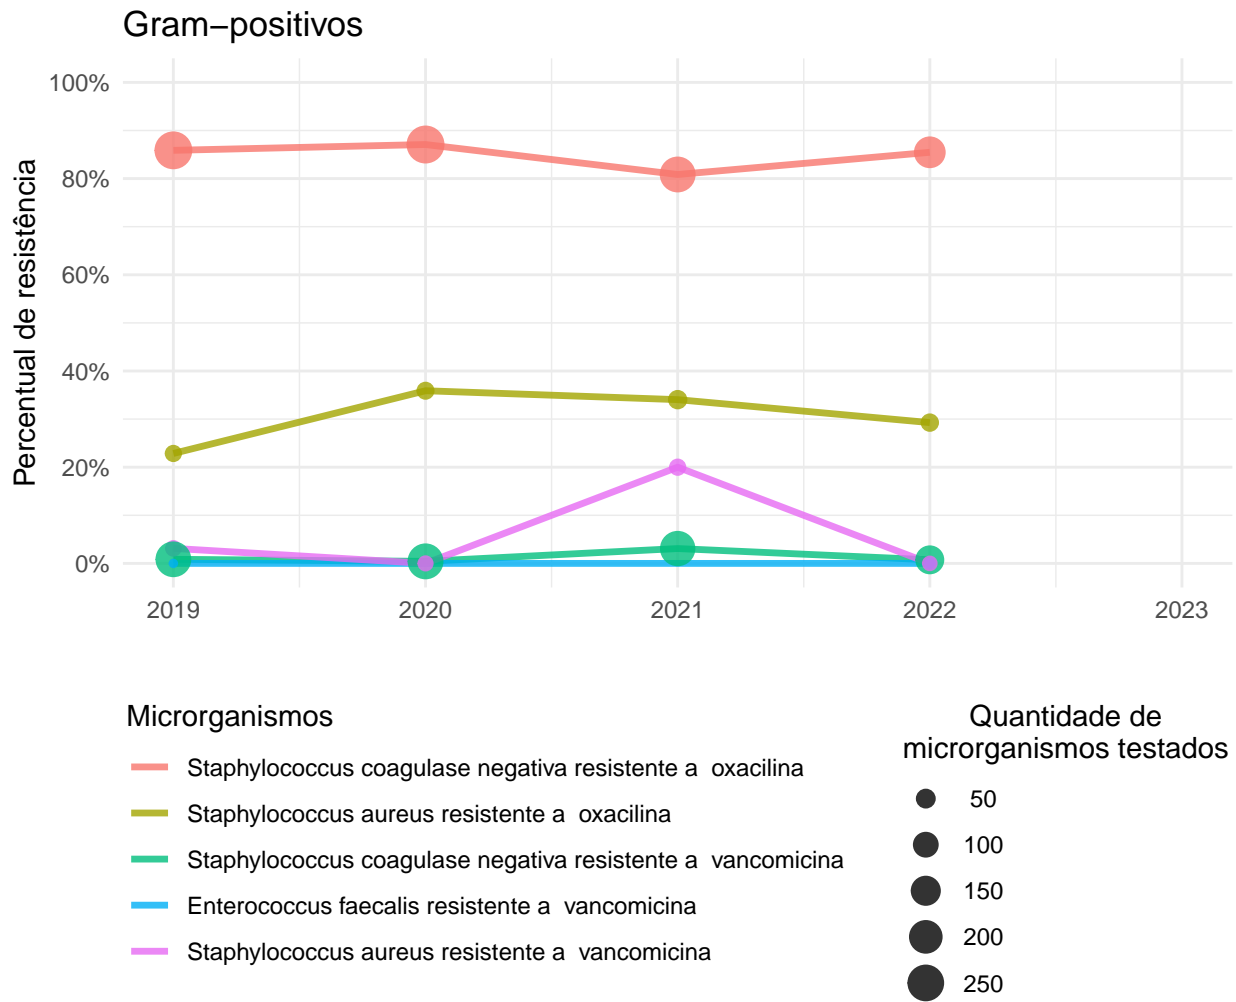 Gram−positivos
Percentual de resistência
100%
80%
60%
40%
20%
0%
2019 2020 2021 2022 2023
Microrganismos
Staphylococcus coagulase negativa resistente a  oxacilina
Staphylococcus aureus resistente a  oxacilina
Staphylococcus coagulase negativa resistente a  vancomicina
Enterococcus faecalis resistente a  vancomicina
Staphylococcus aureus resistente a  vancomicina
Quantidade de
microrganismos testados
50
100
150
200
250